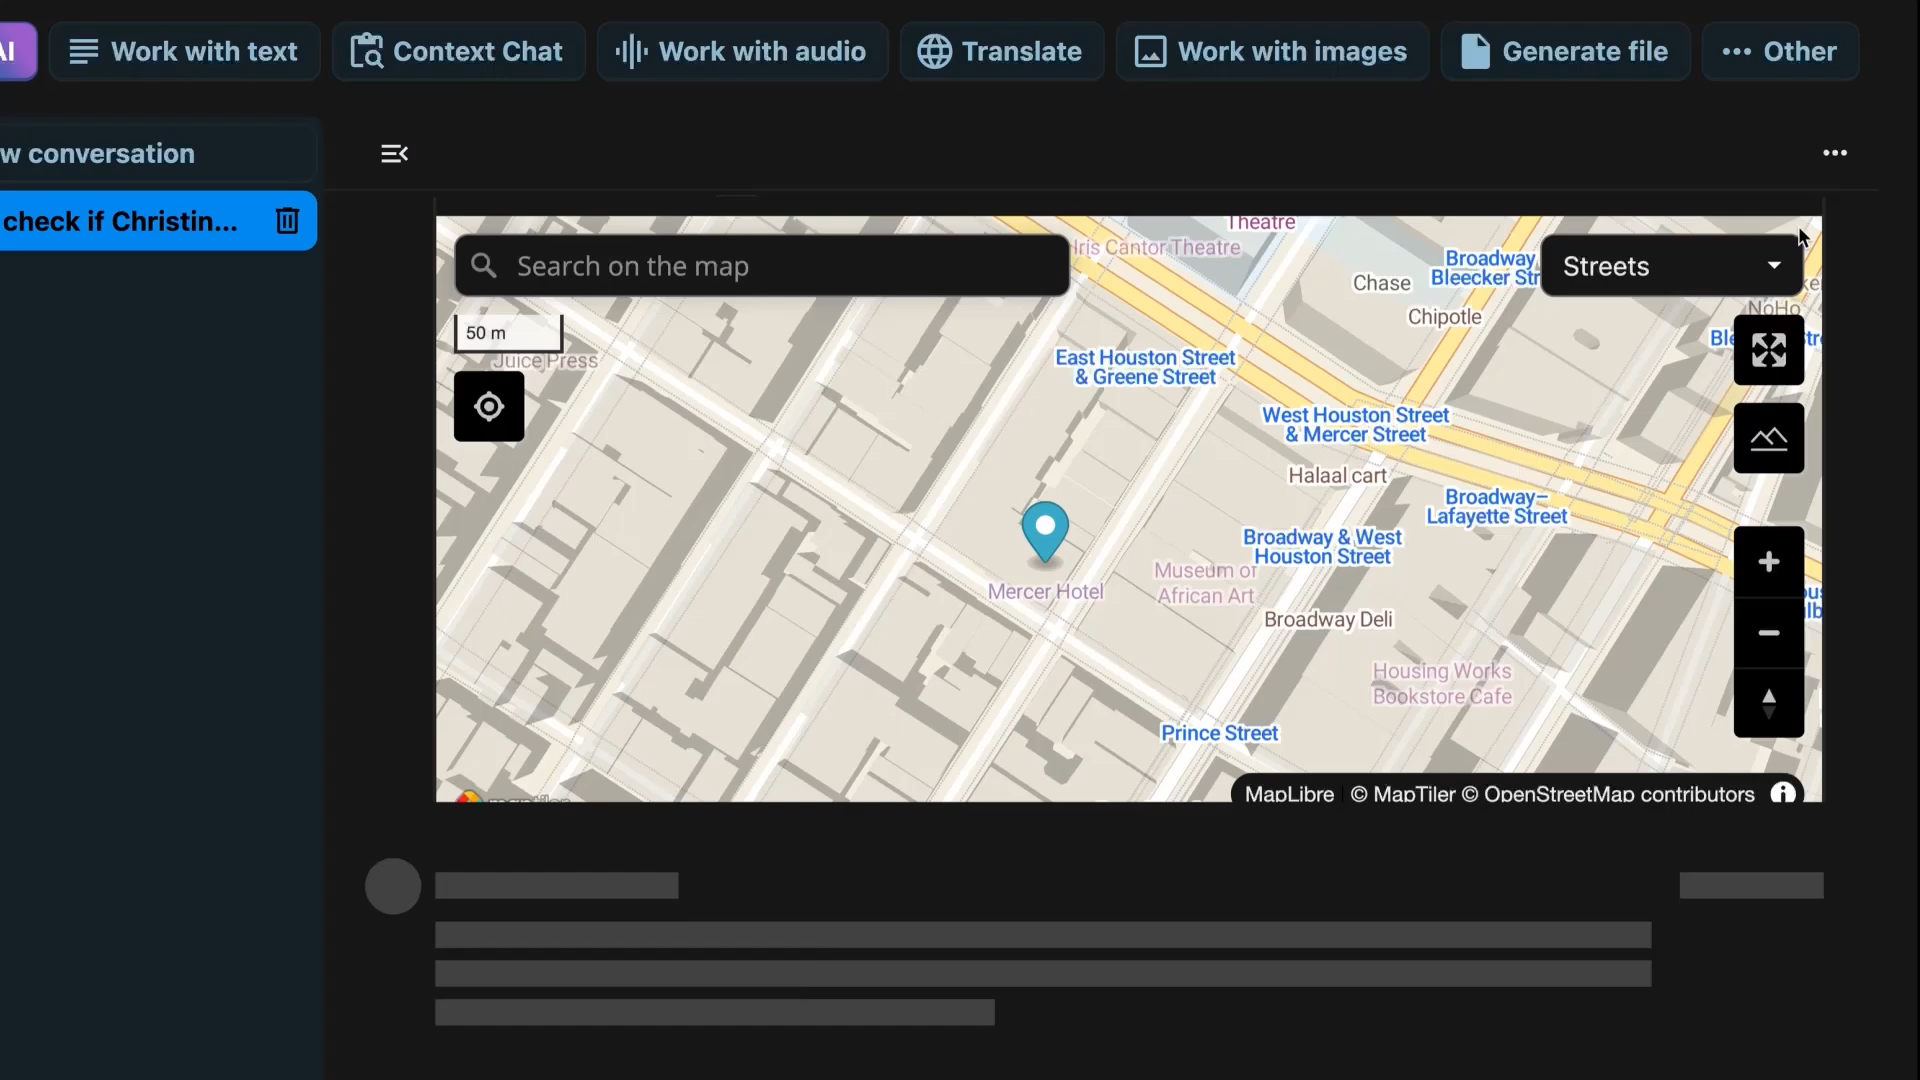 AI
Work with text
Context Chat
Work with audio
Translate
Work with images
Generate file
Other
w conversation
check if Christin...
Search on the map
Streets
50 m
Theatre
Iris Cantor Theatre
Chase
Chipotle
Broadway
Bleecker Str
NoHo
Juice Press
East Houston Street
& Greene Street
West Houston Street
& Mercer Street
Halaal cart
Broadway–
Lafayette Street
Broadway & West
Houston Street
Mercer Hotel
Museum of
African Art
Broadway Deli
Housing Works
Bookstore Cafe
Prince Street
MapLibre
© MapTiler © OpenStreetMap contributors